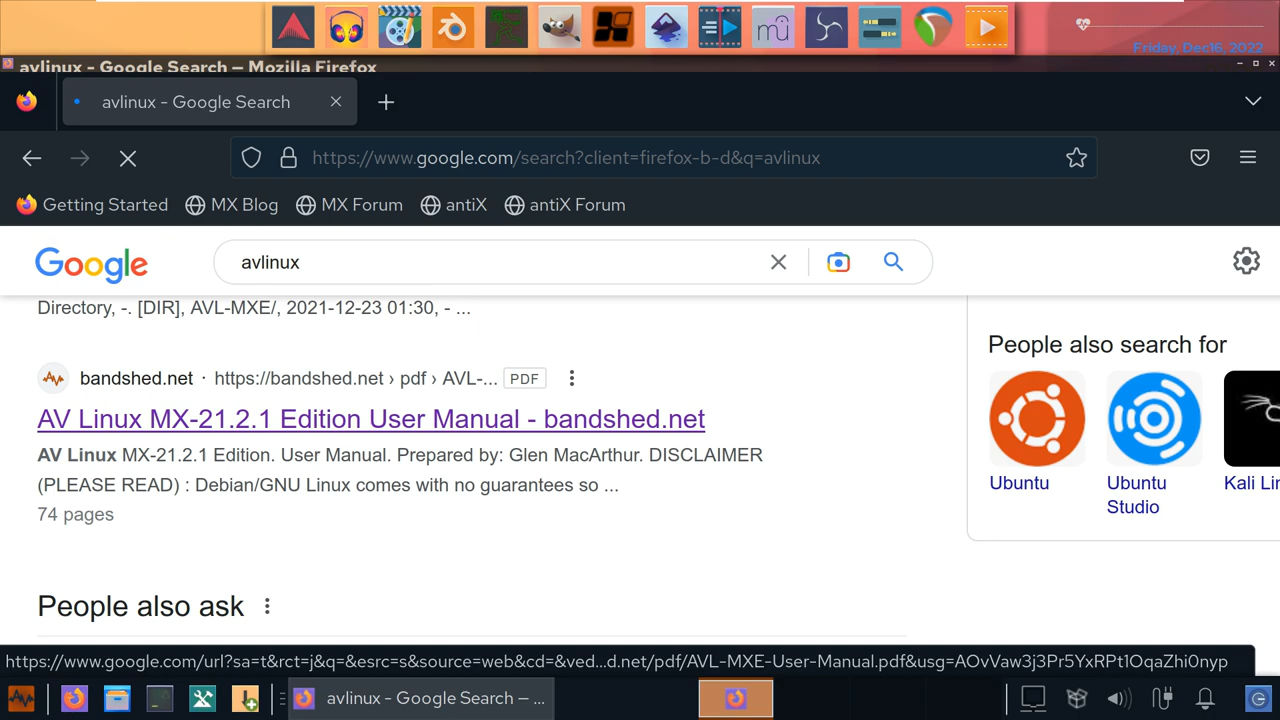 Friday, Dec16, 2022
avlinux - Google Search — Mozilla Firefox
avlinux - Google Search
https://www.google.com/search?client=firefox-b-d&q=avlinux
Getting Started MX Blog MX Forum antiX antiX Forum
Google avlinux
Directory, -. [DIR], AVL-MXE/, 2021-12-23 01:30, - ...
bandshed.net · https://bandshed.net › pdf › AVL-... PDF
AV Linux MX-21.2.1 Edition User Manual - bandshed.net
AV Linux MX-21.2.1 Edition. User Manual. Prepared by: Glen MacArthur. DISCLAIMER
(PLEASE READ) : Debian/GNU Linux comes with no guarantees so ...
74 pages
People also ask
People also search for
Ubuntu
Ubuntu
Studio
Kali Lin
https://www.google.com/url?sa=t&rct=j&q=&esrc=s&source=web&cd=&ved...d.net/pdf/AVL-MXE-User-Manual.pdf&usg=AOvVaw3j3Pr5YxRPt1OqaZhi0nyp
avlinux - Google Search — ...